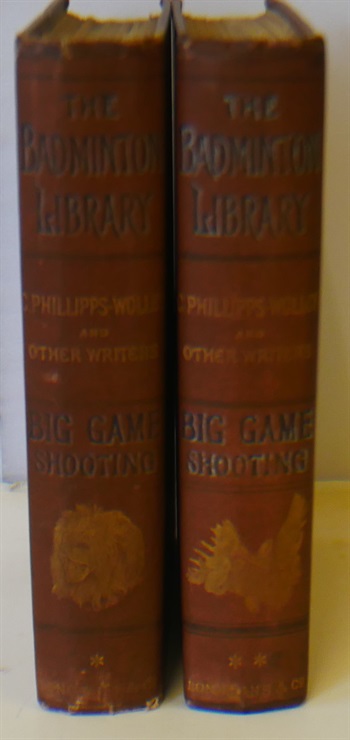 THE
BADMINTON
LIBRARY
C. PHILLIPPS-WOLLEY
AND
OTHER WRITERS
BIG GAME
SHOOTING
*
THE
BADMINTON
LIBRARY
C. PHILLIPPS-WOLLEY
AND
OTHER WRITERS
BIG GAME
SHOOTING
* *
& Co